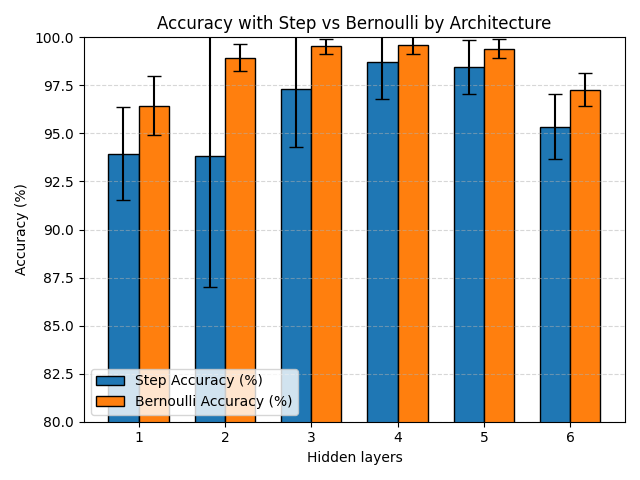 Accuracy with Step vs Bernoulli by Architecture
100.0
97.5
95.0
92.5
90.0
87.5
85.0
82.5
80.0
Accuracy (%)
Step Accuracy (%)
Bernoulli Accuracy (%)
1 2 3 4 5 6
Hidden layers